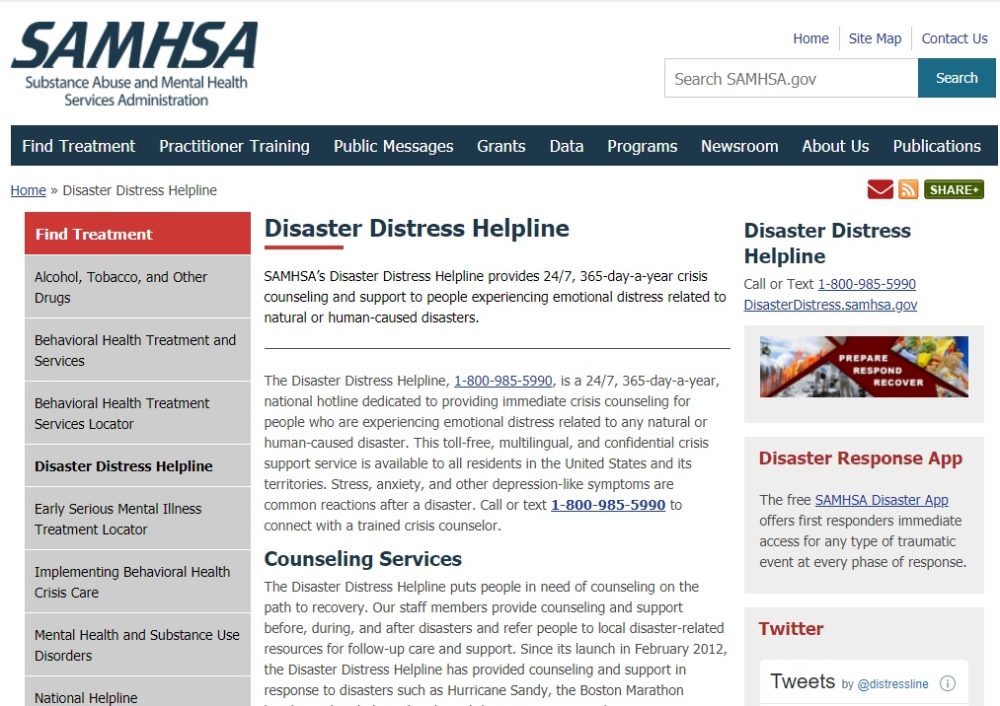 SAMHSA
Substance Abuse and Mental Health
Services Administration
Home
Site Map
Contact Us
Search SAMHSA.gov
Search
Find Treatment
Practitioner Training
Public Messages
Grants
Data
Programs
Newsroom
About Us
Publications
Home » Disaster Distress Helpline
SHARE+
Find Treatment
Alcohol, Tobacco, and Other
Drugs
Behavioral Health Treatment and
Services
Behavioral Health Treatment
Services Locator
Disaster Distress Helpline
Early Serious Mental Illness
Treatment Locator
Implementing Behavioral Health
Crisis Care
Mental Health and Substance Use
Disorders
National Helpline
Disaster Distress Helpline
SAMHSA’s Disaster Distress Helpline provides 24/7, 365-day-a-year crisis
counseling and support to people experiencing emotional distress related to
natural or human-caused disasters.
The Disaster Distress Helpline, 1-800-985-5990, is a 24/7, 365-day-a-year,
national hotline dedicated to providing immediate crisis counseling for
people who are experiencing emotional distress related to any natural or
human-caused disaster. This toll-free, multilingual, and confidential crisis
support service is available to all residents in the United States and its
territories. Stress, anxiety, and other depression-like symptoms are
common reactions after a disaster. Call or text 1-800-985-5990 to
connect with a trained crisis counselor.
Counseling Services
The Disaster Distress Helpline puts people in need of counseling on the
path to recovery. Our staff members provide counseling and support
before, during, and after disasters and refer people to local disaster-related
resources for follow-up care and support. Since its launch in February 2012,
the Disaster Distress Helpline has provided counseling and support in
response to disasters such as Hurricane Sandy, the Boston Marathon
Disaster Distress
Helpline
Call or Text 1-800-985-5990
DisasterDistress.samhsa.gov
PREPARE
RESPOND
RECOVER
Disaster Response App
The free SAMHSA Disaster App
offers first responders immediate
access for any type of traumatic
event at every phase of response.
Twitter
Tweets by @distressline